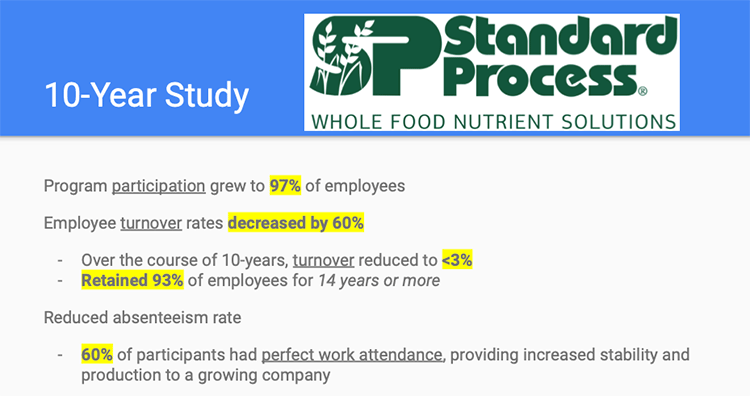 10-Year Study
SP Standard
Process®
WHOLE FOOD NUTRIENT SOLUTIONS
Program participation grew to 97% of employees
Employee turnover rates decreased by 60%
- Over the course of 10-years, turnover reduced to <3%
- Retained 93% of employees for 14 years or more
Reduced absenteeism rate
- 60% of participants had perfect work attendance, providing increased stability and
production to a growing company